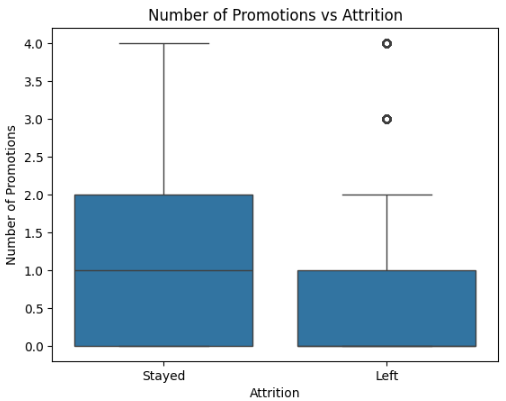 Number of Promotions vs Attrition
Number of Promotions
4.0
3.5
3.0
2.5
2.0
1.5
1.0
0.5
0.0
Stayed
Left
Attrition